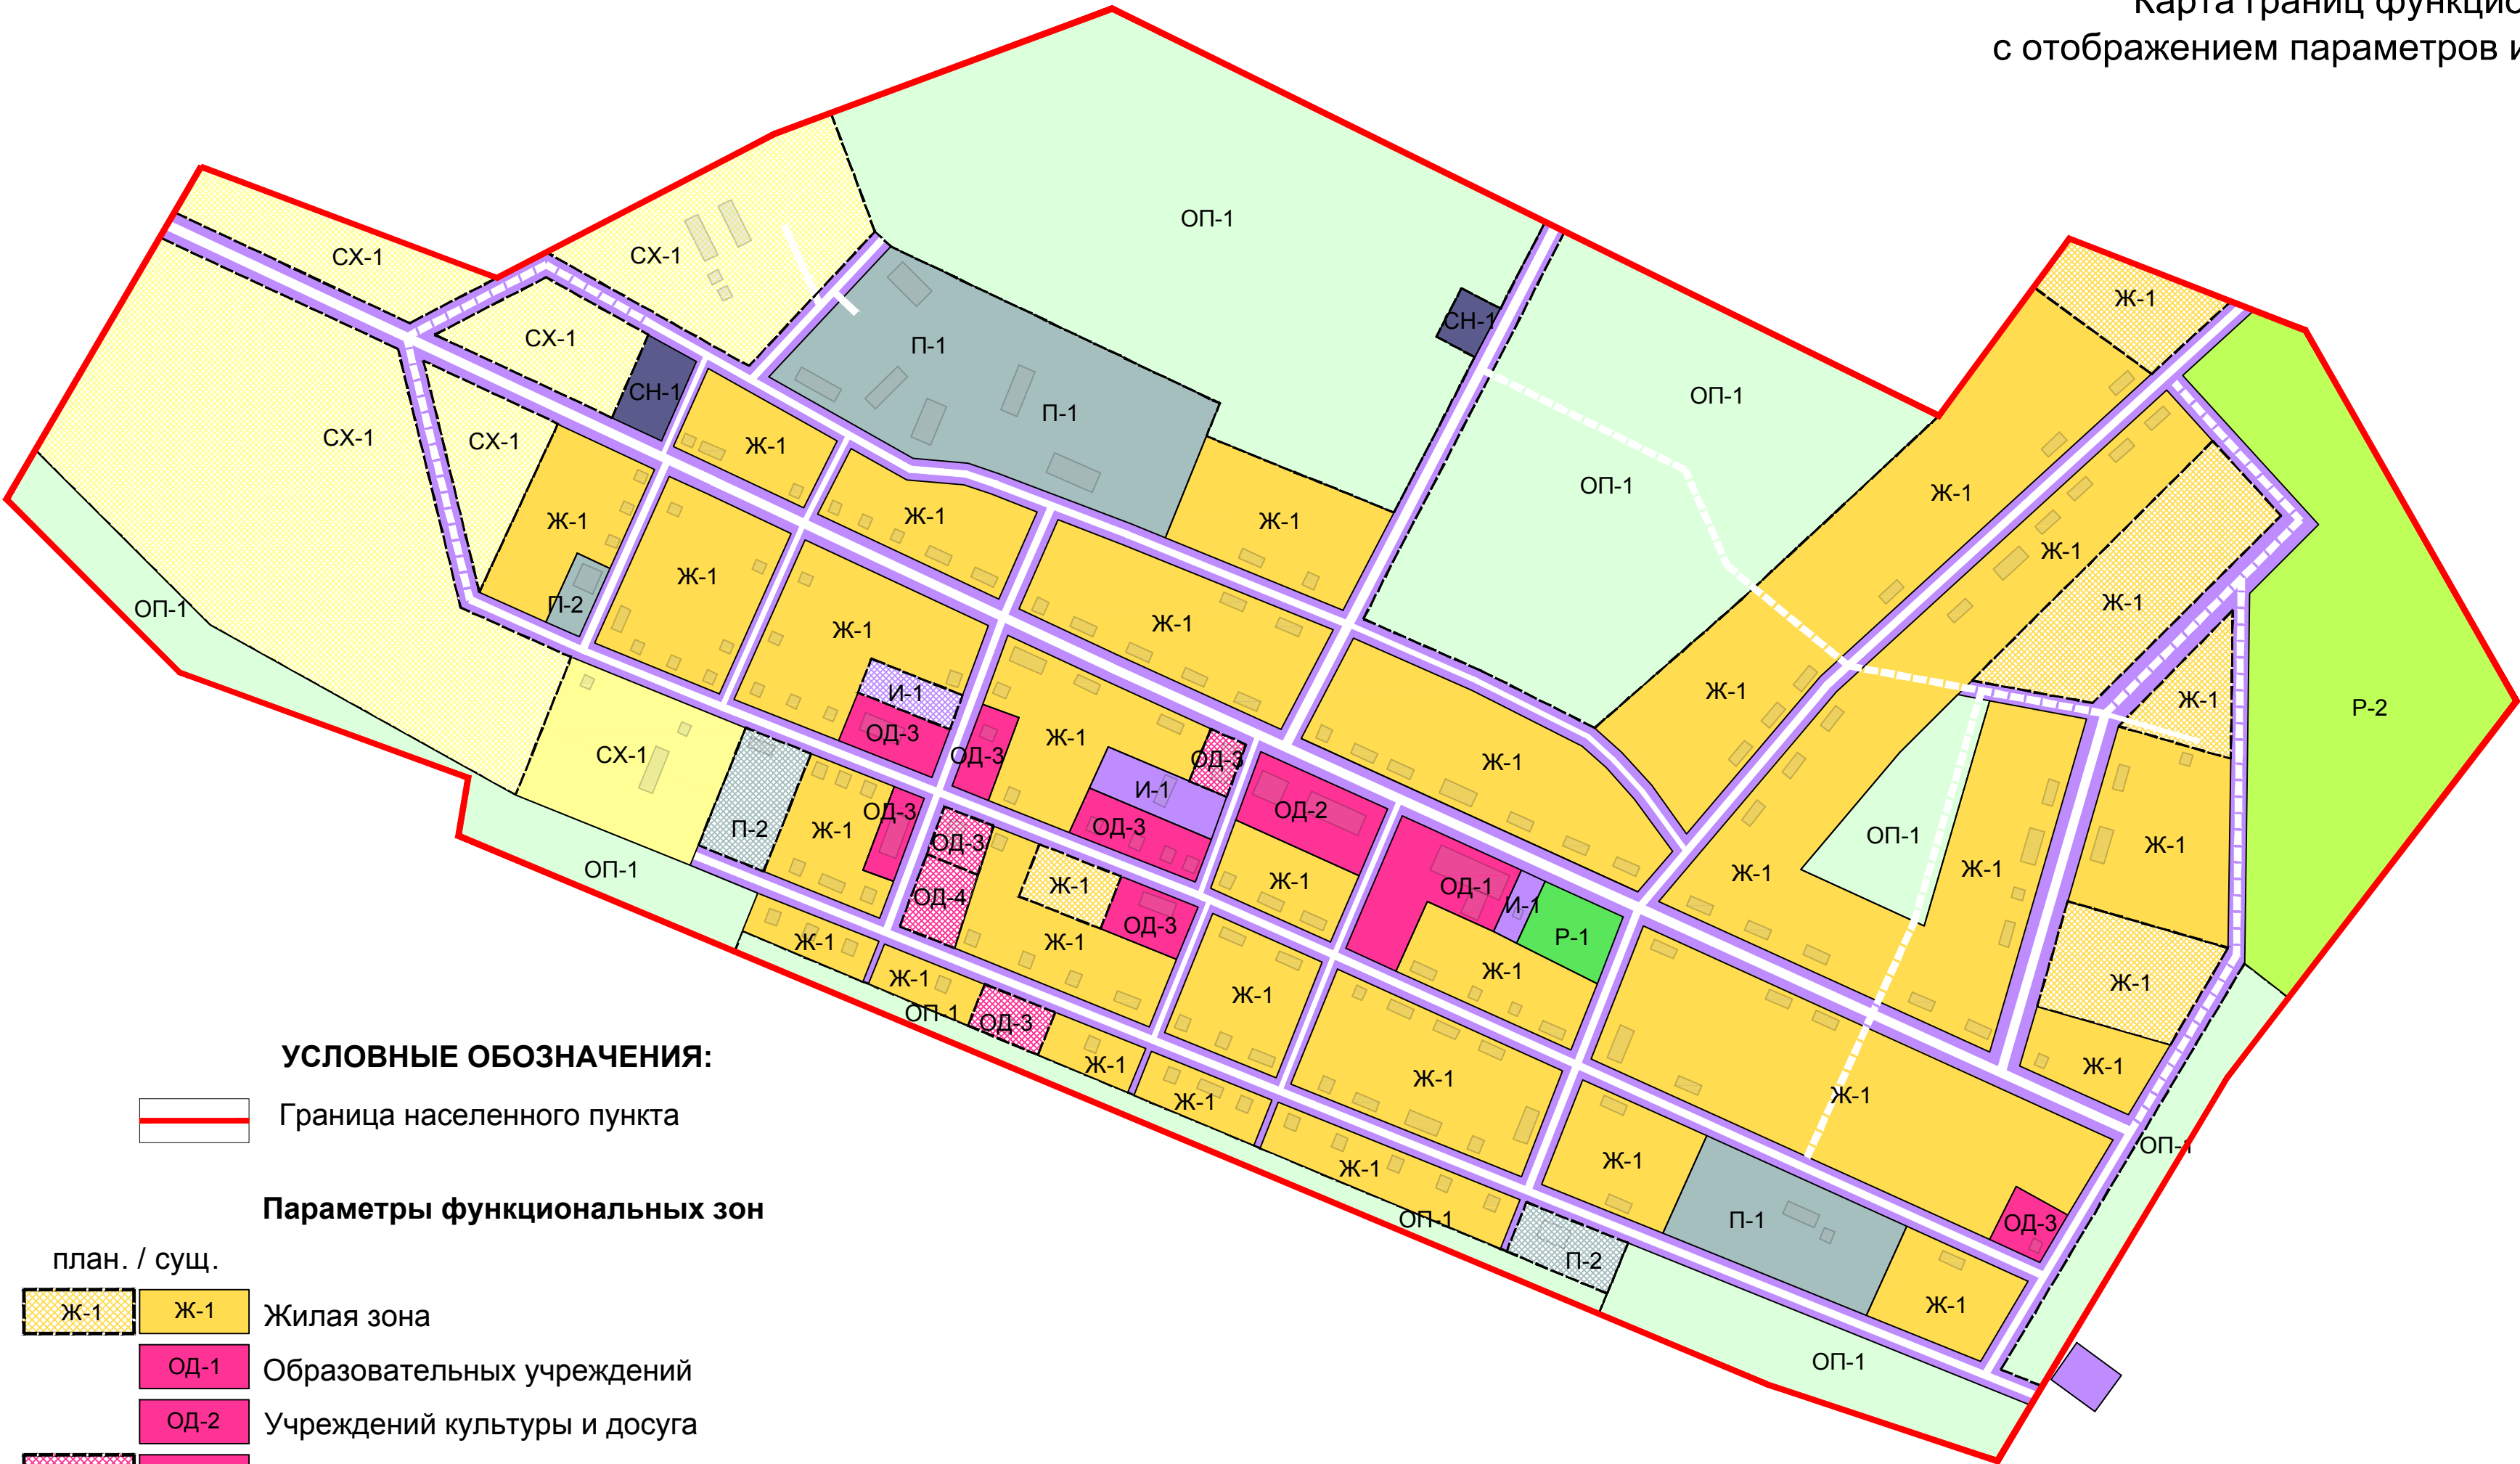 Карта границ функцио
с отображением параметров и
ОП-1
СХ-1
СХ-1
Ж-1
СН-1
СХ-1
П-1
СН-1
ОП-1
П-1
СХ-1
СХ-1
Ж-1
ОП-1
Ж-1
Ж-1
Ж-1
Ж-1
Ж-1
Ж-1
Ж-1
П-2
ОП-1
Ж-1
Ж-1
Ж-1
И-1
Ж-1
Ж-1
Р-2
ОД-3
Ж-1
ОД-3
СХ-1
ОД-3
Ж-1
И-1
ОД-3
ОД-2
П-2
Ж-1
ОД-3
ОД-3
ОП-1
Ж-1
ОП-1
Ж-1
Ж-1
Ж-1
ОД-1
Ж-1
ОД-4
И-1
ОД-3
Р-1
Ж-1
Ж-1
Ж-1
Ж-1
Ж-1
Ж-1
ОП-1
ОД-3
Ж-1
Ж-1
Ж-1
Ж-1
Ж-1
ОП-1
Ж-1
Ж-1
ОП-1
П-1
ОД-3
П-2
Ж-1
ОП-1
УСЛОВНЫЕ ОБОЗНАЧЕНИЯ:
Граница населенного пункта
Параметры функциональных зон
план. / сущ.
Ж-1 Ж-1 Жилая зона
ОД-1 Образовательных учреждений
ОД-2 Учреждений культуры и досуга